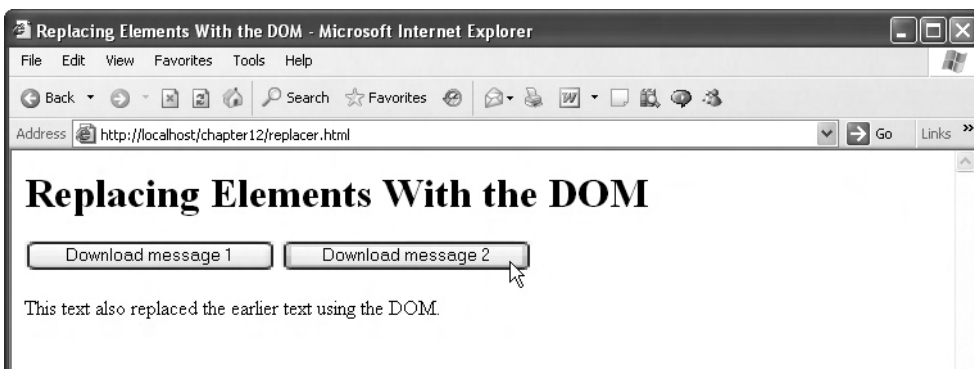 Replacing Elements With the DOM - Microsoft Internet Explorer
File Edit View Favorites Tools Help
Back Search Favorites W
Address http://localhost/chapter12/replacer.html Go Links »
Replacing Elements With the DOM
Download message 1 Download message 2
This text also replaced the earlier text using the DOM.